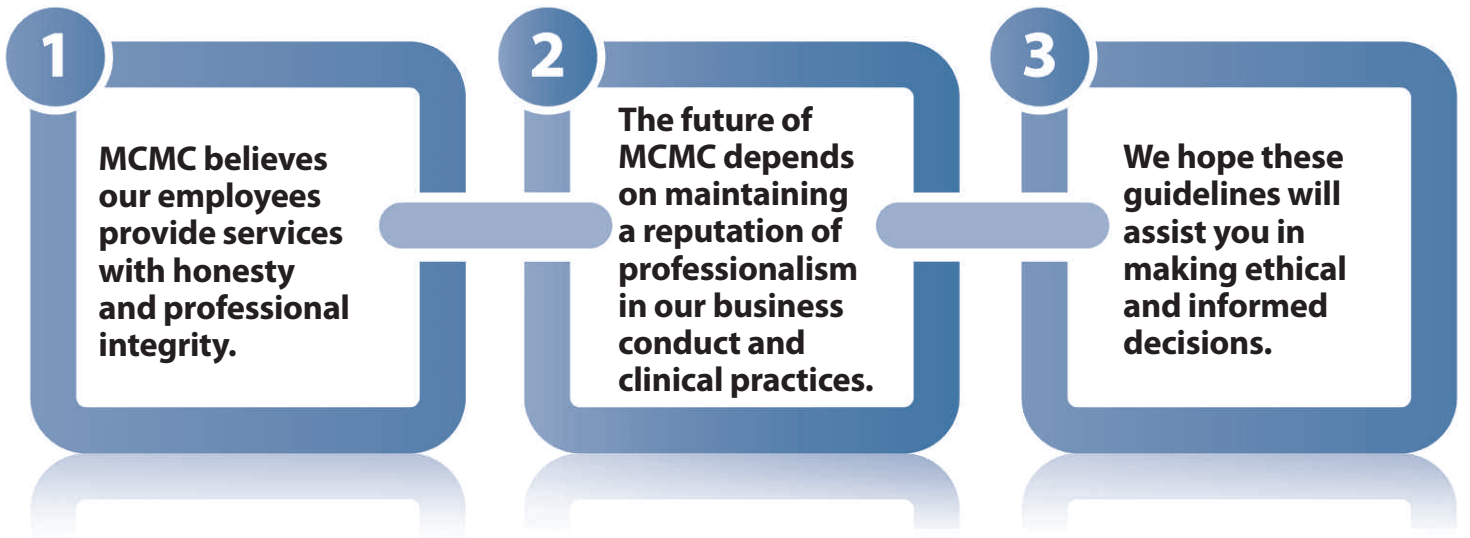 1
MCMC believes
our employees
provide services
with honesty
and professional
integrity.
2
The future of
MCMC depends
on maintaining
a reputation of
professionalism
in our business
conduct and
clinical practices.
3
We hope these
guidelines will
assist you in
making ethical
and informed
decisions.